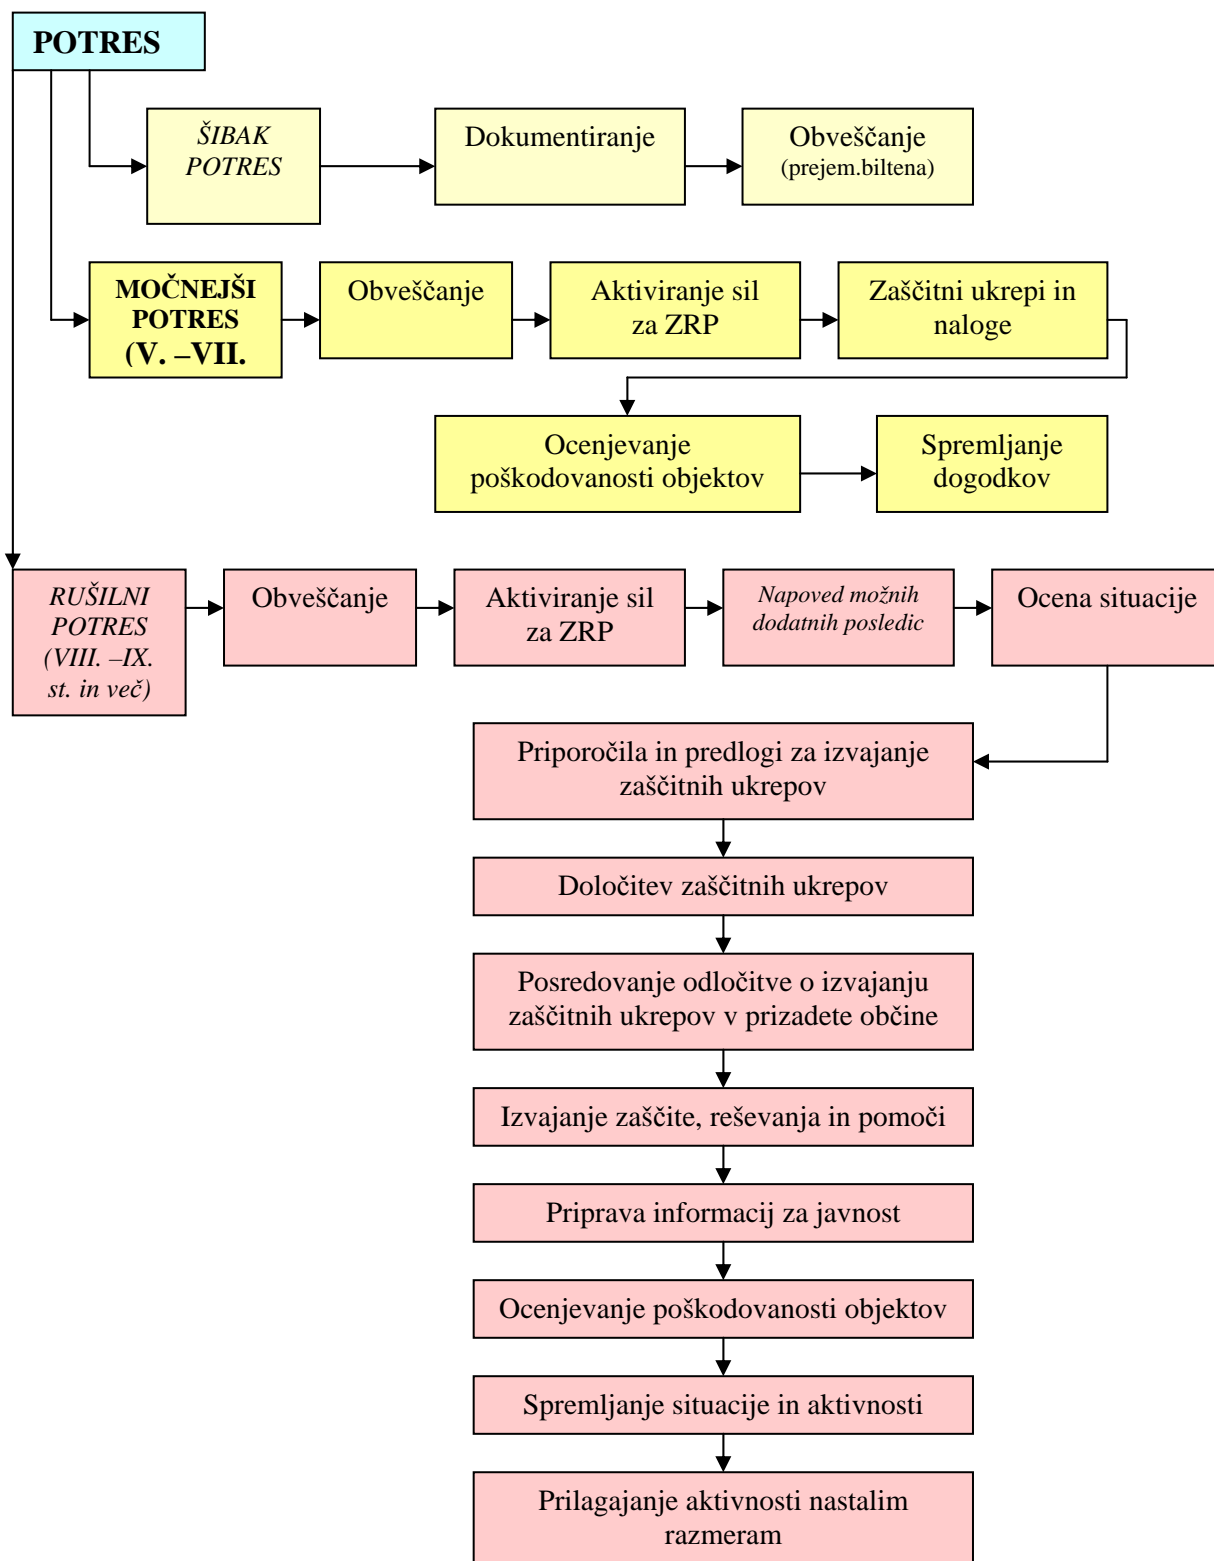 POTRES
ŠIBAK
POTRES
Dokumentiranje
Obveščanje
(prejem.biltena)
MOČNEJŠI
POTRES
(V. –VII.
Obveščanje
Aktiviranje sil
za ZRP
Zaščitni ukrepi in
naloge
Ocenjevanje
poškodovanosti objektov
Spremljanje
dogodkov
RUŠILNI
POTRES
(VIII. –IX.
st. in več)
Obveščanje
Aktiviranje sil
za ZRP
Napoved možnih
dodatnih posledic
Ocena situacije
Priporočila in predlogi za izvajanje
zaščitnih ukrepov
Določitev zaščitnih ukrepov
Posredovanje odločitve o izvajanju
zaščitnih ukrepov v prizadete občine
Izvajanje zaščite, reševanja in pomoči
Priprava informacij za javnost
Ocenjevanje poškodovanosti objektov
Spremljanje situacije in aktivnosti
Prilagajanje aktivnosti nastalim
razmeram